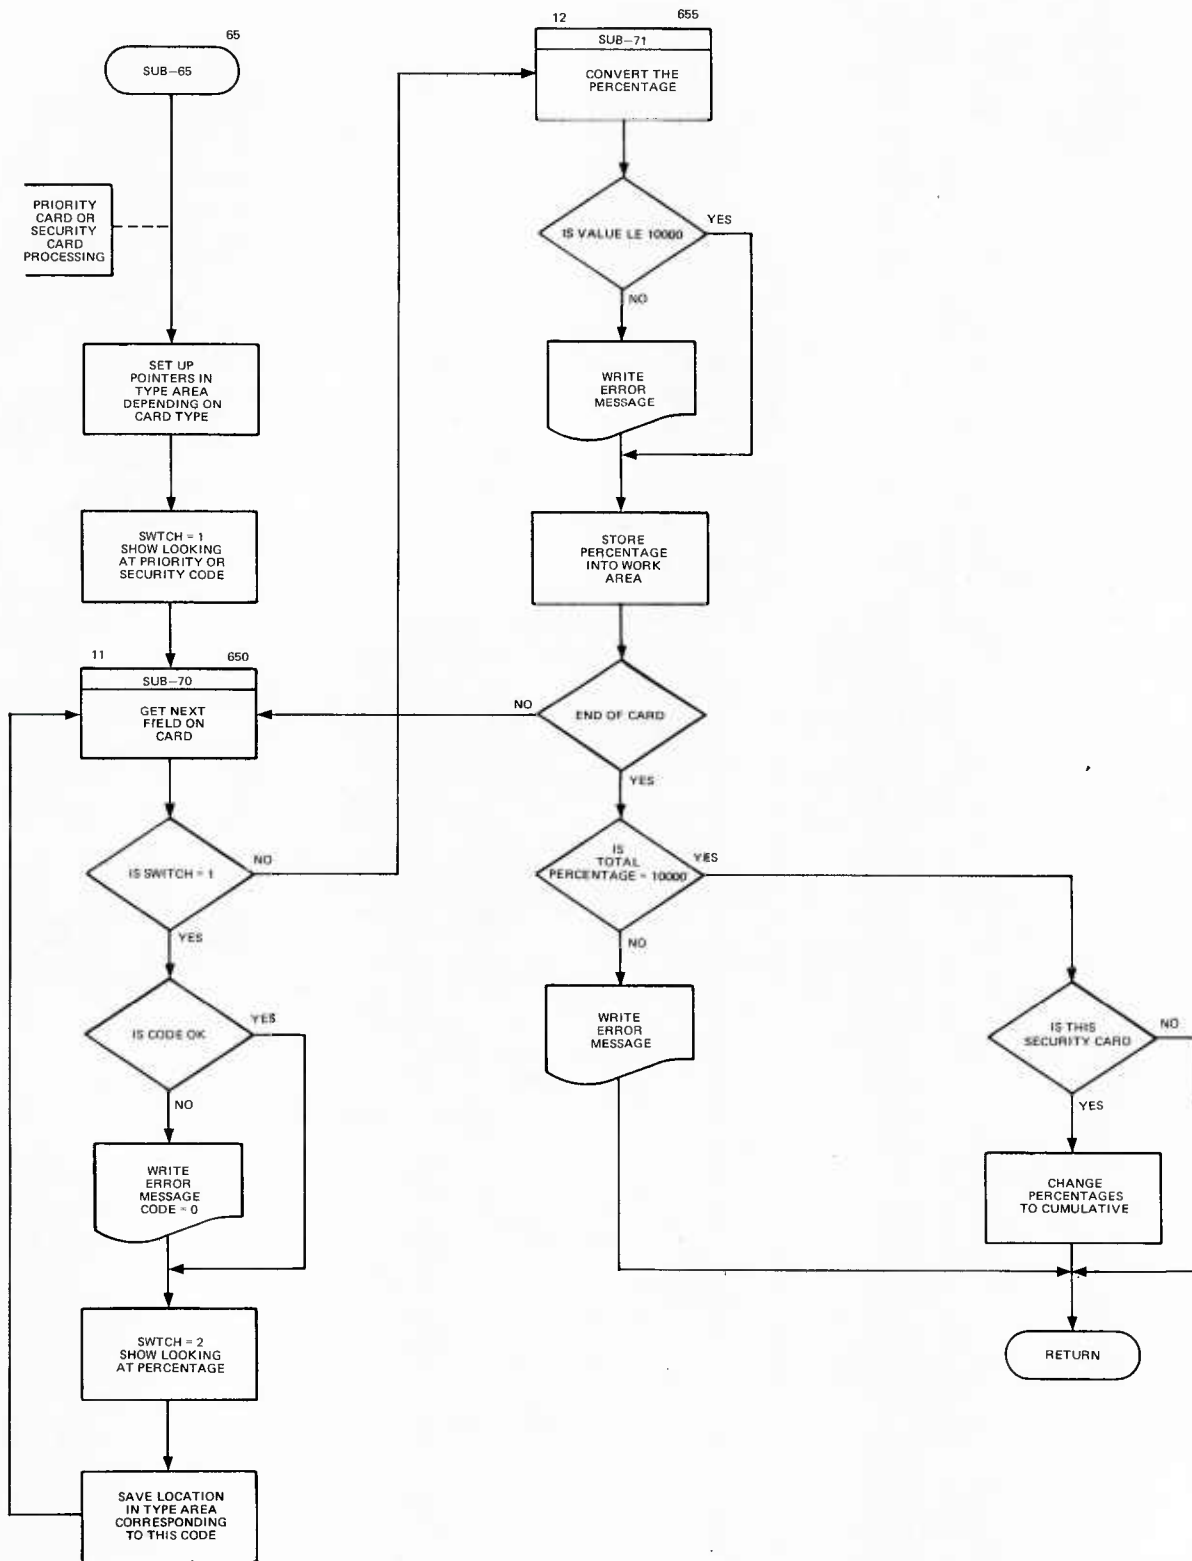 65
SUB-65
PRIORITY
CARD OR
SECURITY
CARD
PROCESSING
SET UP
POINTERS IN
TYPE AREA
DEPENDING ON
CARD TYPE
SWTCH = 1
SHOW LOOKING
AT PRIORITY OR
SECURITY CODE
11 650
SUB-70
GET NEXT
FIELD ON
CARD
IS SWITCH = 1
NO
YES
IS CODE OK
YES
NO
WRITE
ERROR
MESSAGE
CODE = 0
SWTCH = 2
SHOW LOOKING
AT PERCENTAGE
SAVE LOCATION
IN TYPE AREA
CORRESPONDING
TO THIS CODE
12 655
SUB-71
CONVERT THE
PERCENTAGE
IS VALUE LE 10000
YES
NO
WRITE
ERROR
MESSAGE
STORE
PERCENTAGE
INTO WORK
AREA
NO
END OF CARD
YES
IS
TOTAL
PERCENTAGE = 10000
YES
NO
WRITE
ERROR
MESSAGE
IS THIS
SECURITY CARD
NO
YES
CHANGE
PERCENTAGES
TO CUMULATIVE
RETURN